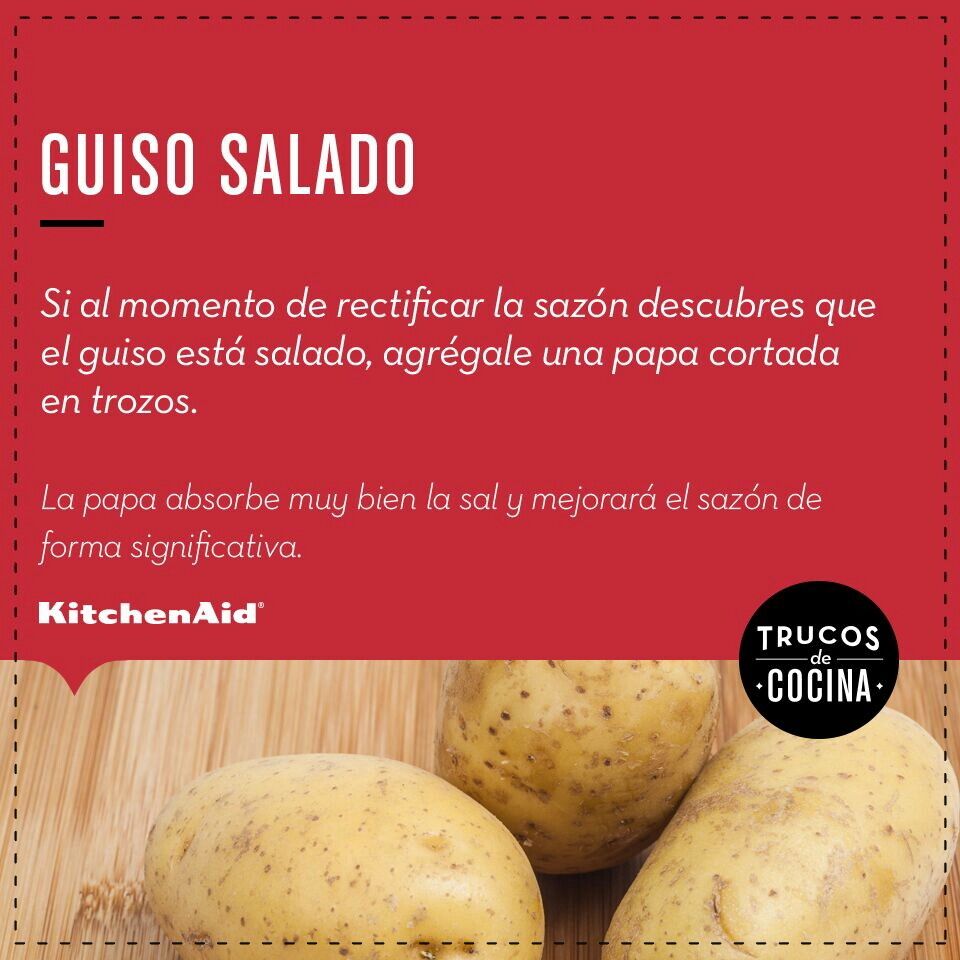 GUISO SALADO
Si al momento de rectificar la sazón descubres que
el guiso está salado, agrégale una papa cortada
en trozos.
La papa absorbe muy bien la sal y mejorará el sazón de
forma significativa.
KitchenAid®
TRUCOS
de
COCINA